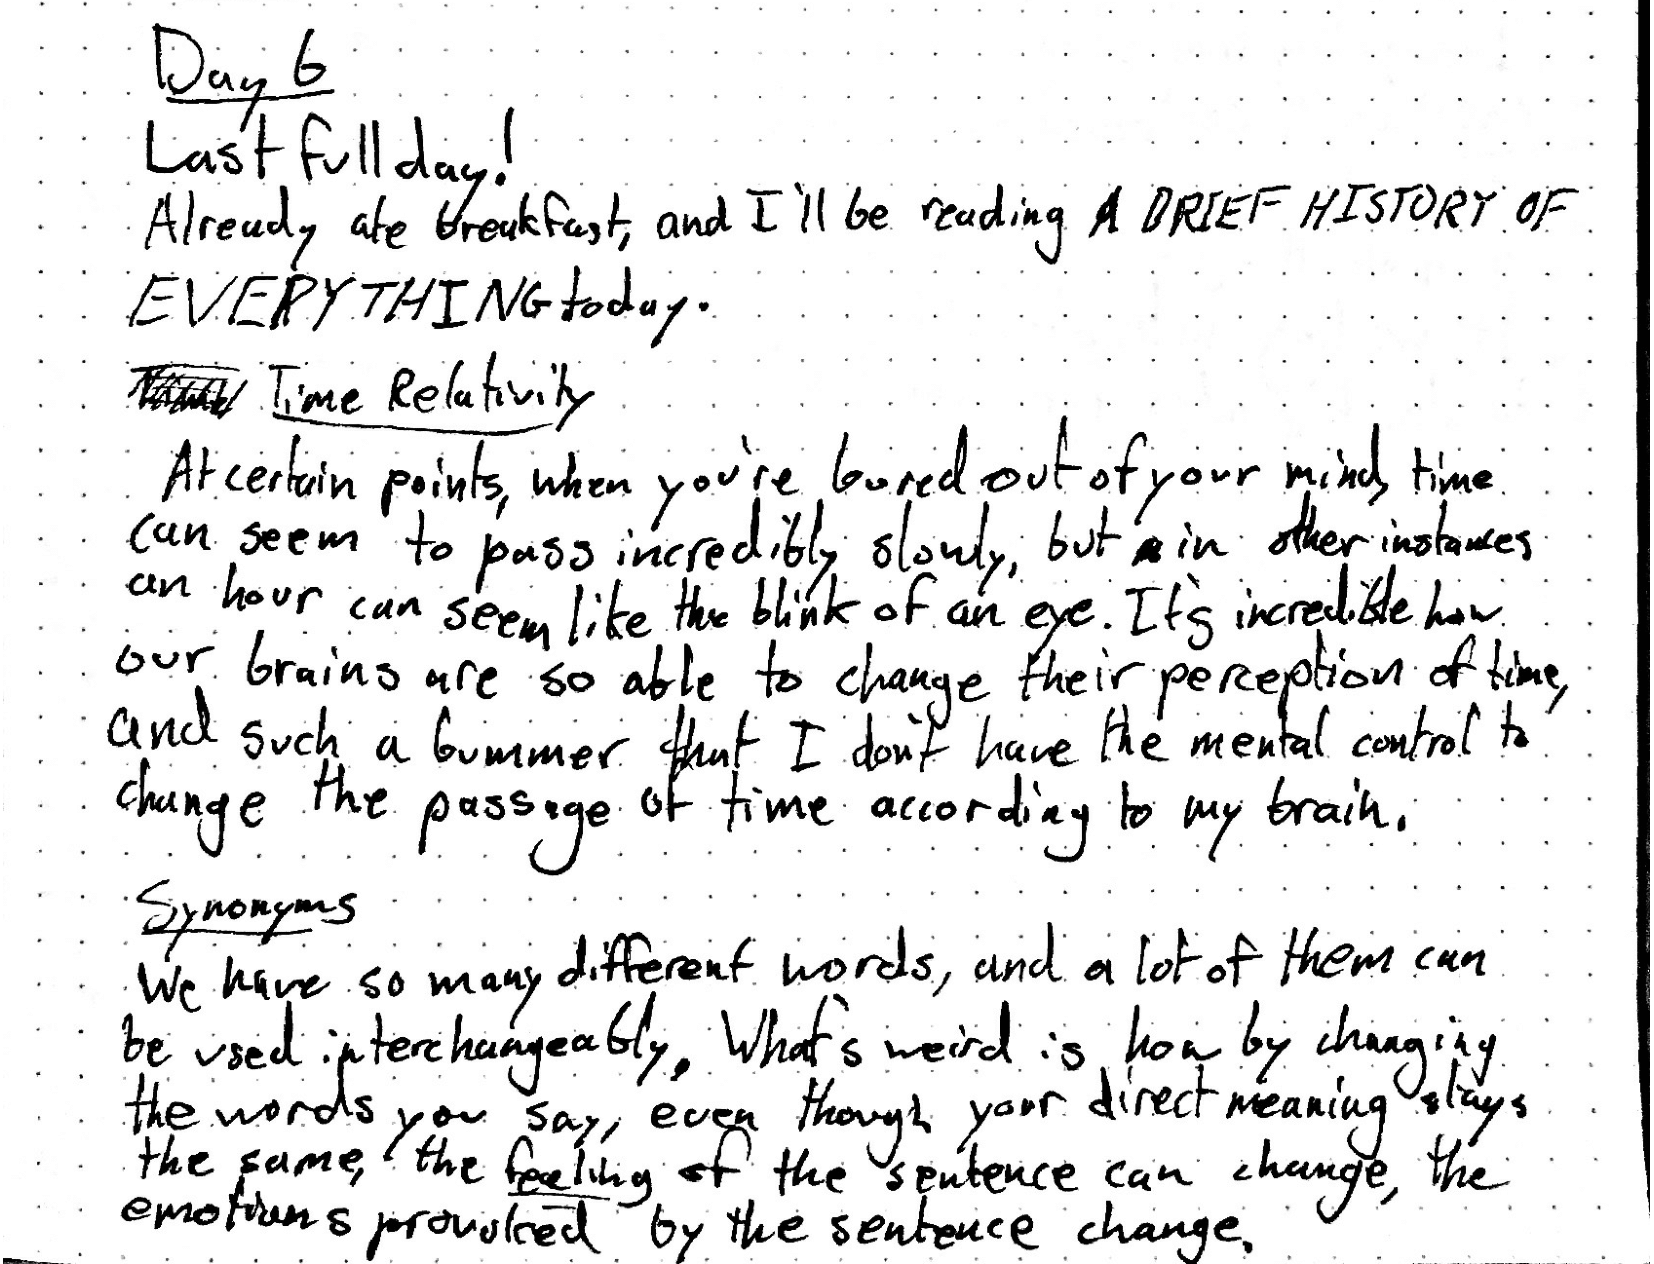 Day 6
Last full day!
Already ate breakfast, and I'll be reading A BRIEF HISTORY OF
EVERYTHING today.
Time Relativity
At certain points, when you're bored out of your mind, time
can seem to pass incredibly slowly, but in other instances
an hour can seem like the blink of an eye. It's incredible how
our brains are so able to change their perception of time,
and such a bummer that I don't have the mental control to
change the passage of time according to my brain.
Synonyms
We have so many different words, and a lot of them can
be used interchangeably. What's weird is how by changing
the words you say, even though your direct meaning stays
the same, the feeling of the sentence can change, the
emotions provoked by the sentence change.